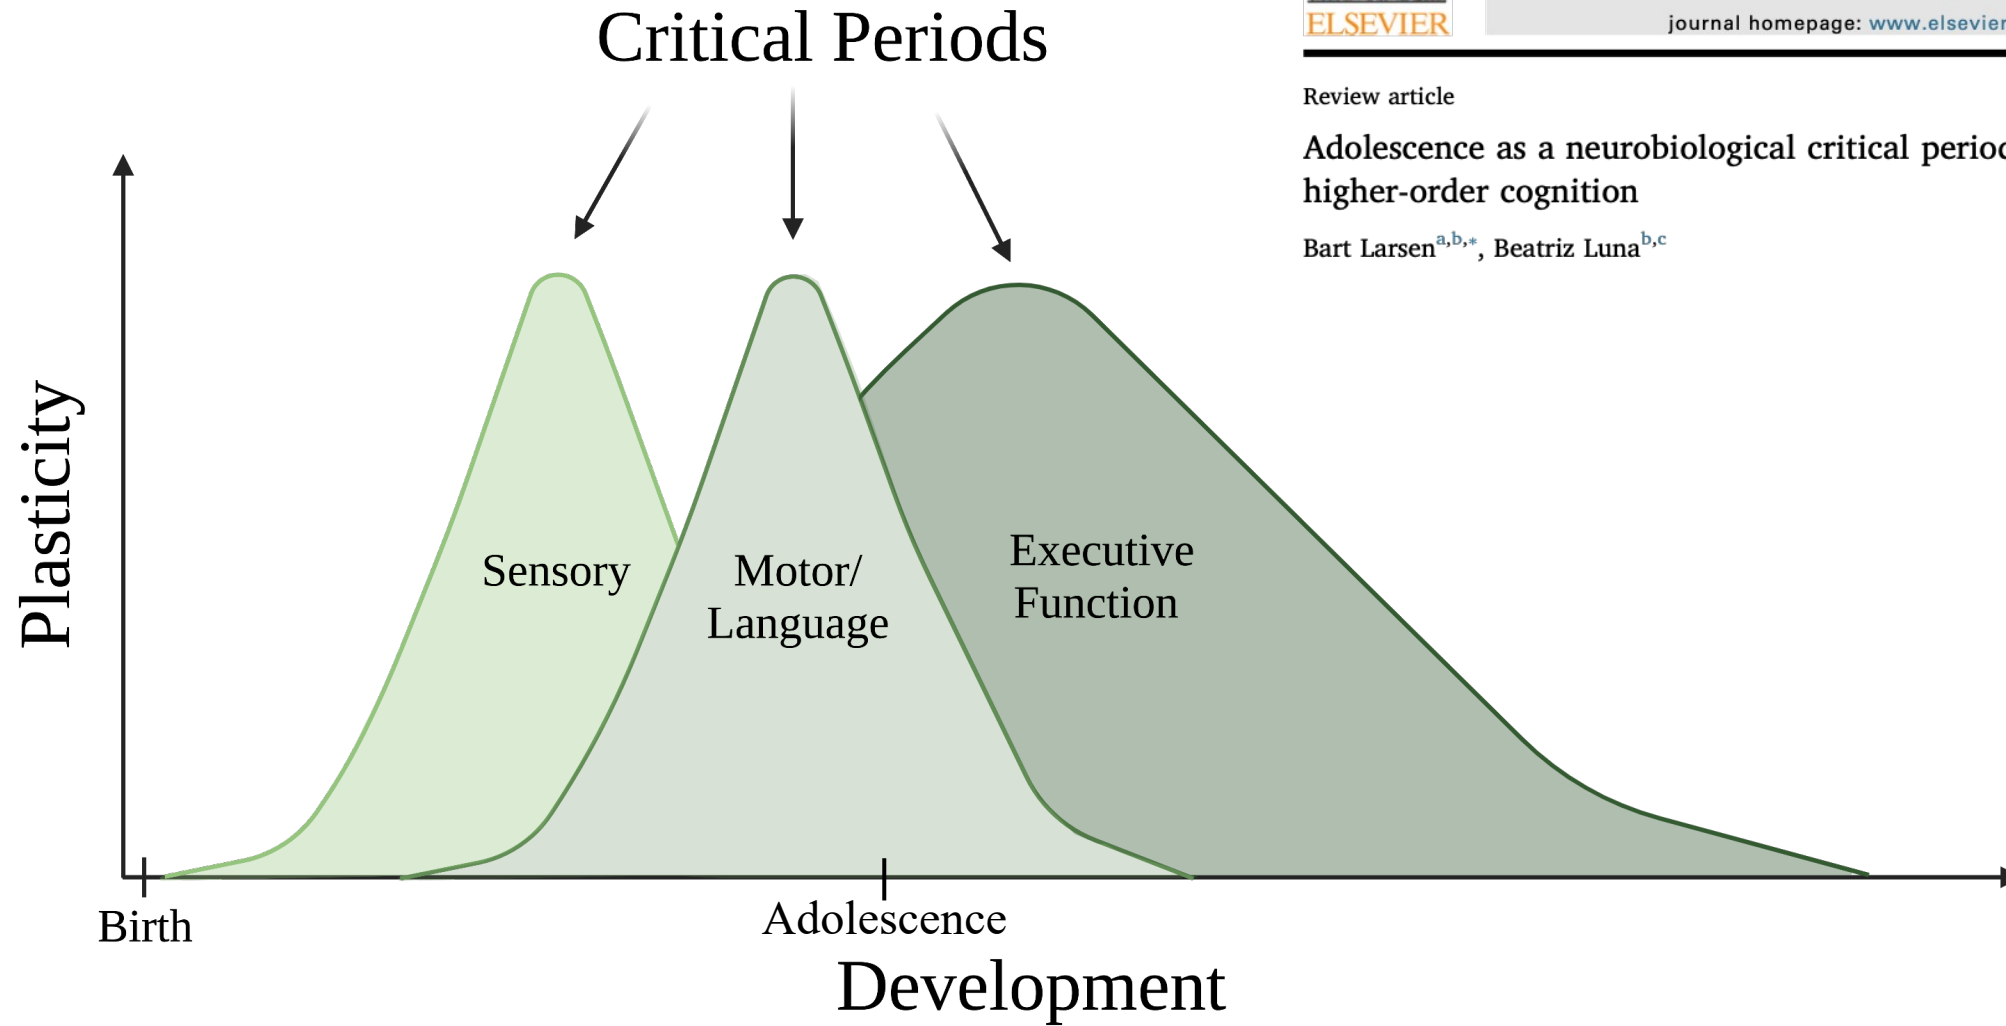 Critical Periods
ELSEVIER
journal homepage: www.elsevier
Review article
Adolescence as a neurobiological critical perio
higher-order cognition
Bart Larsen a,b,*, Beatriz Luna b,c
Plasticity
Sensory
Motor/
Language
Executive
Function
Birth
Adolescence
Development